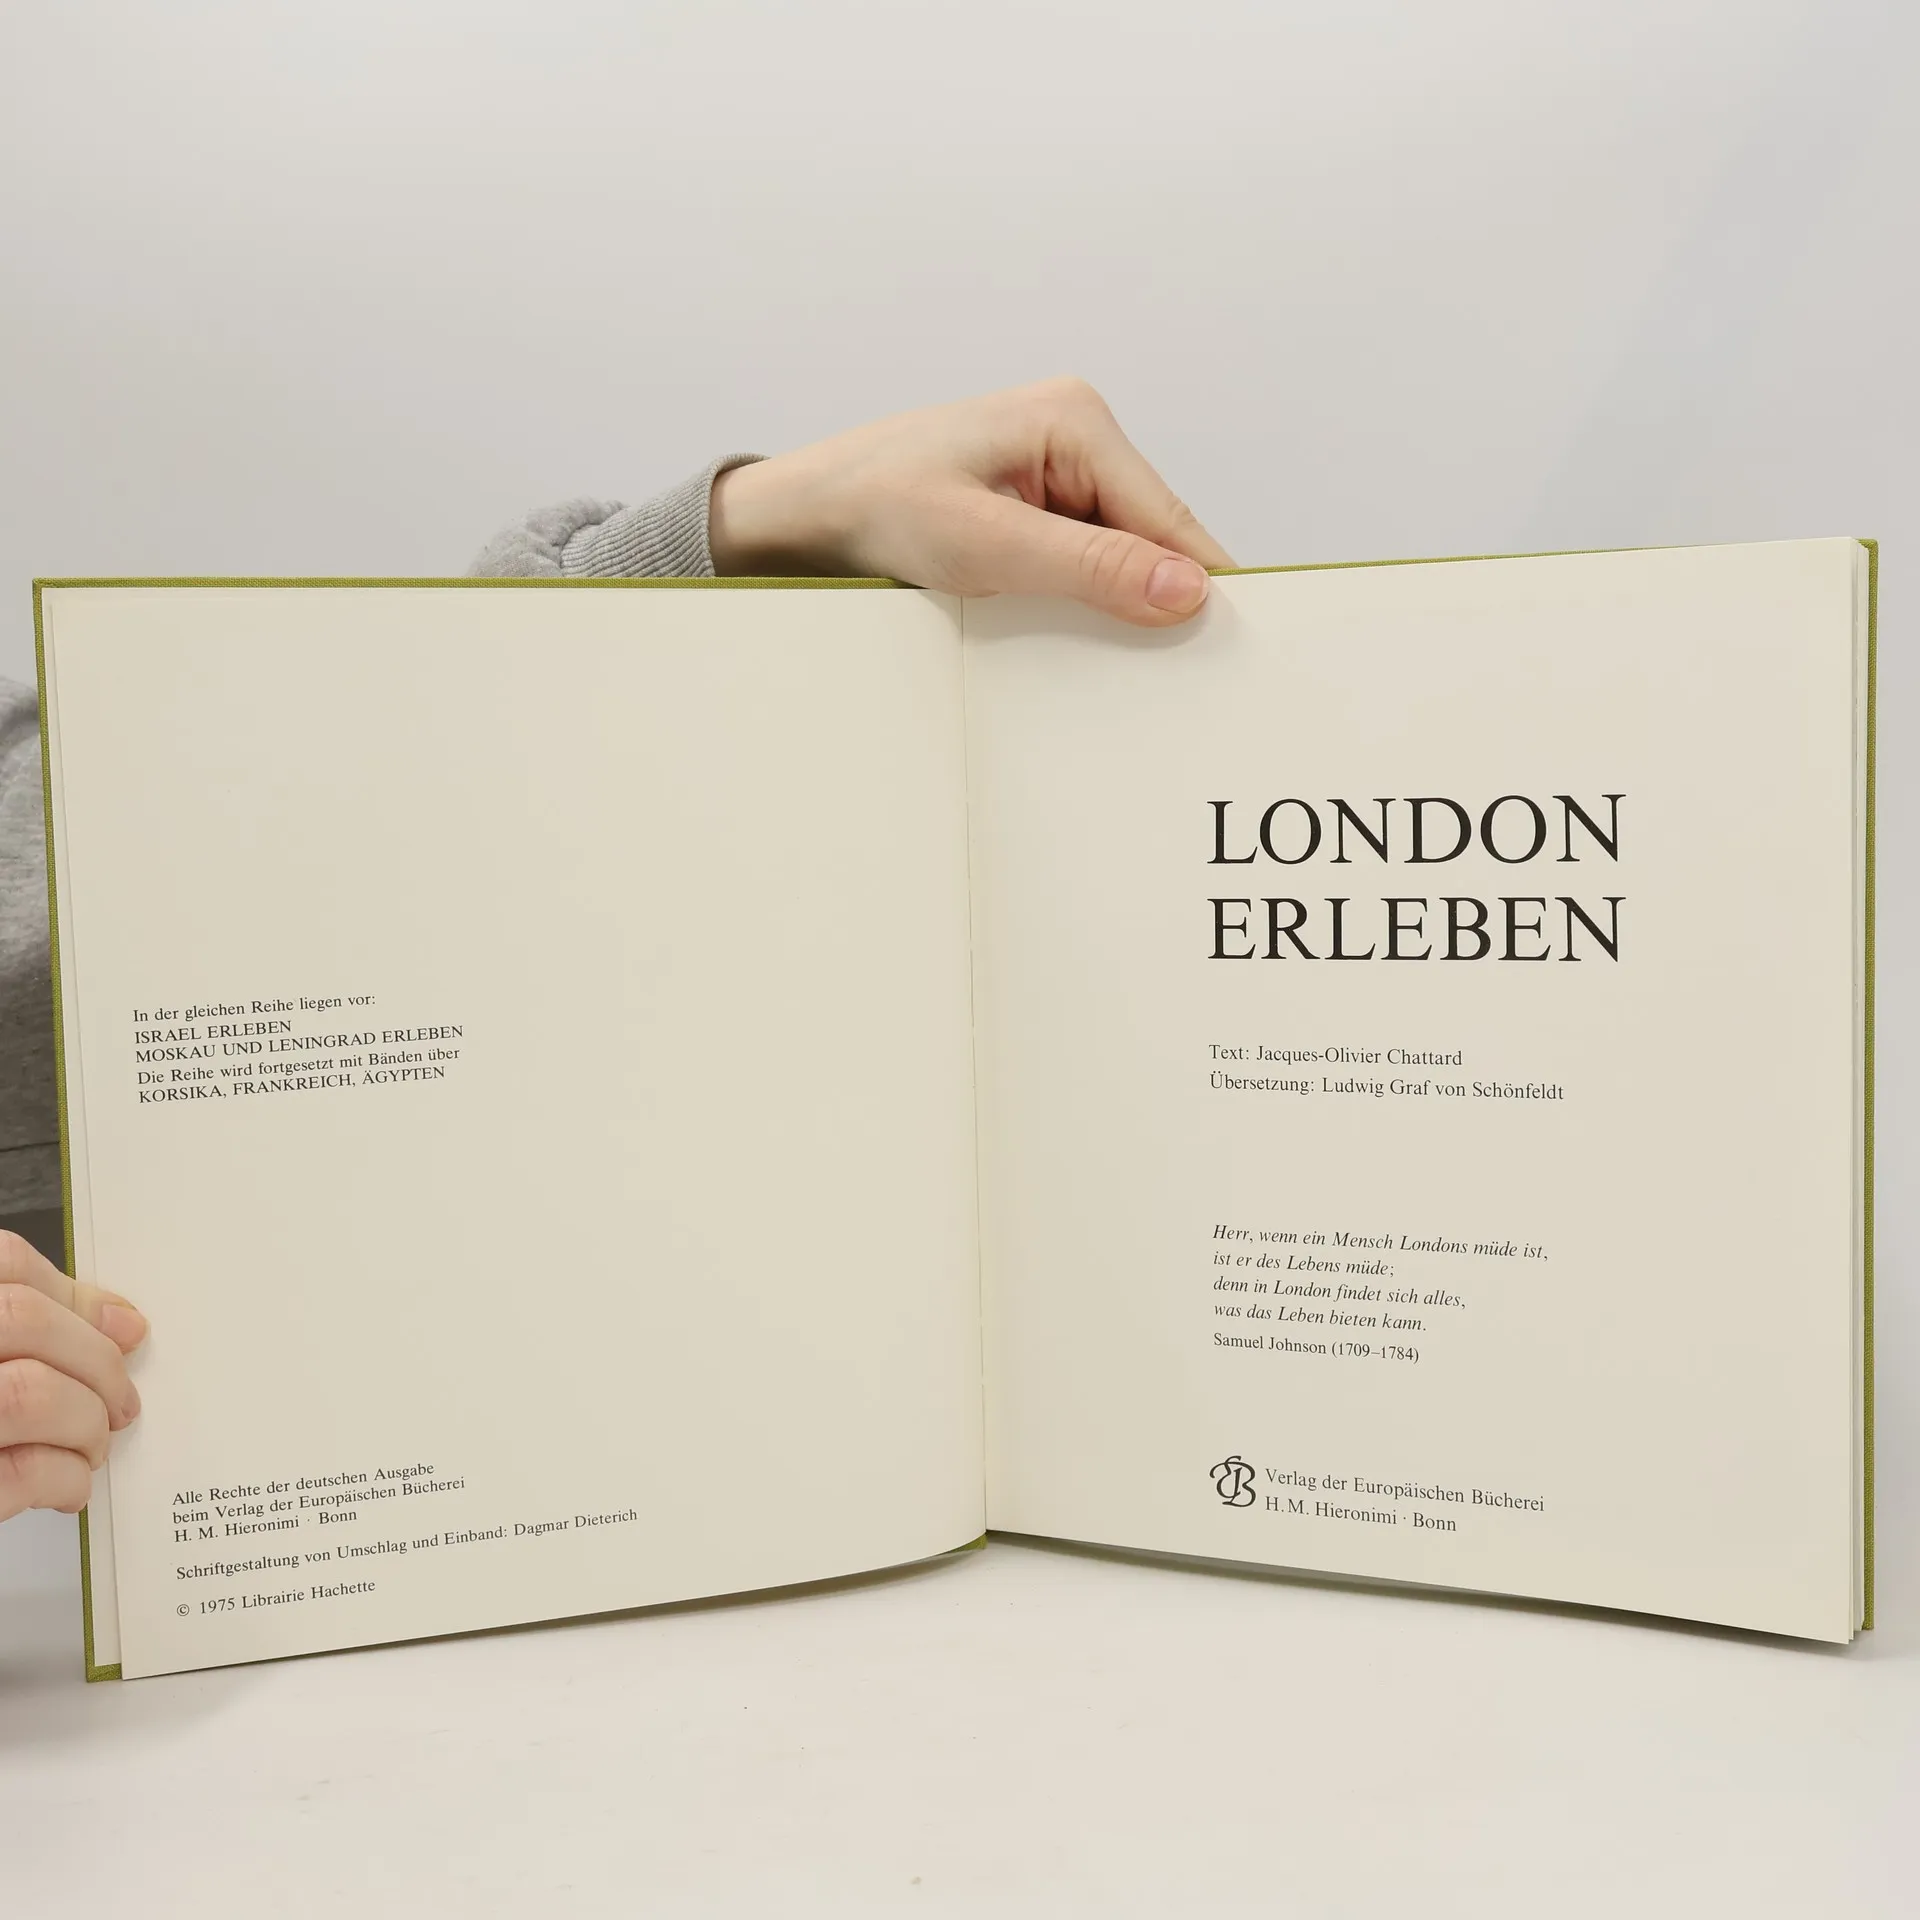 In der gleichen Reihe liegen vor:
ISRAEL ERLEBEN
MOSKAU UND LENINGRAD ERLEBEN
Die Reihe wird fortgesetzt mit Bänden über
KORSIKA, FRANKREICH, ÄGYPTEN
Alle Rechte der deutschen Ausgabe
beim Verlag der Europäischen Bücherei
H. M. Hieronimi · Bonn
Schriftgestaltung von Umschlag und Einband: Dagmar Dieterich
© 1975 Librairie Hachette
LONDON
ERLEBEN
Text: Jacques-Olivier Chattard
Übersetzung: Ludwig Graf von Schönfeldt
Herr, wenn ein Mensch Londons müde ist,
ist er des Lebens müde;
denn in London findet sich alles,
was das Leben bieten kann.
Samuel Johnson (1709–1784)
EB Verlag der Europäischen Bücherei
H. M. Hieronimi · Bonn